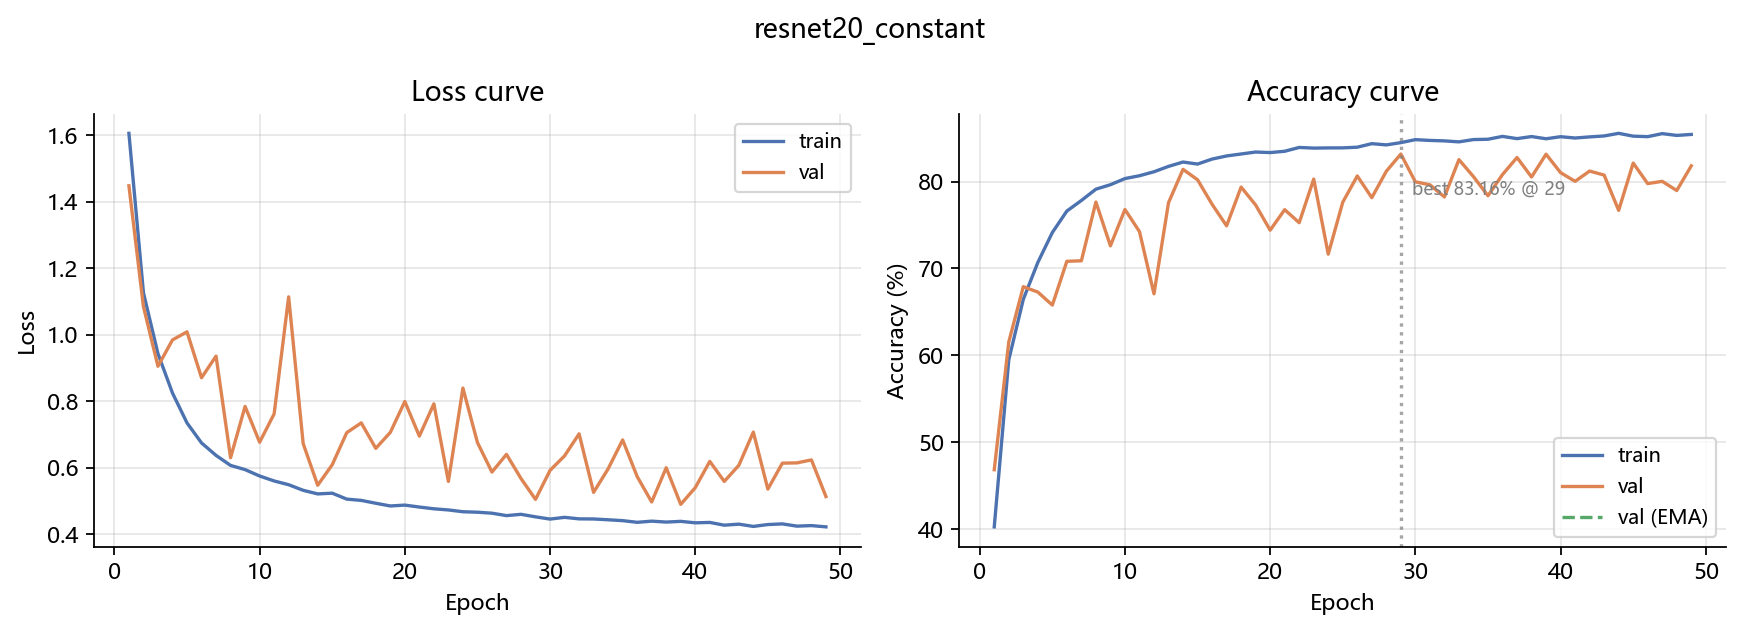 resnet20_constant
Loss curve
Loss
1.6
1.4
1.2
1.0
0.8
0.6
0.4
0
10
20
30
40
50
Epoch
train
val
Accuracy curve
Accuracy (%)
80
70
60
50
40
0
10
20
30
40
50
Epoch
best 83.16% @ 29
train
val
val (EMA)